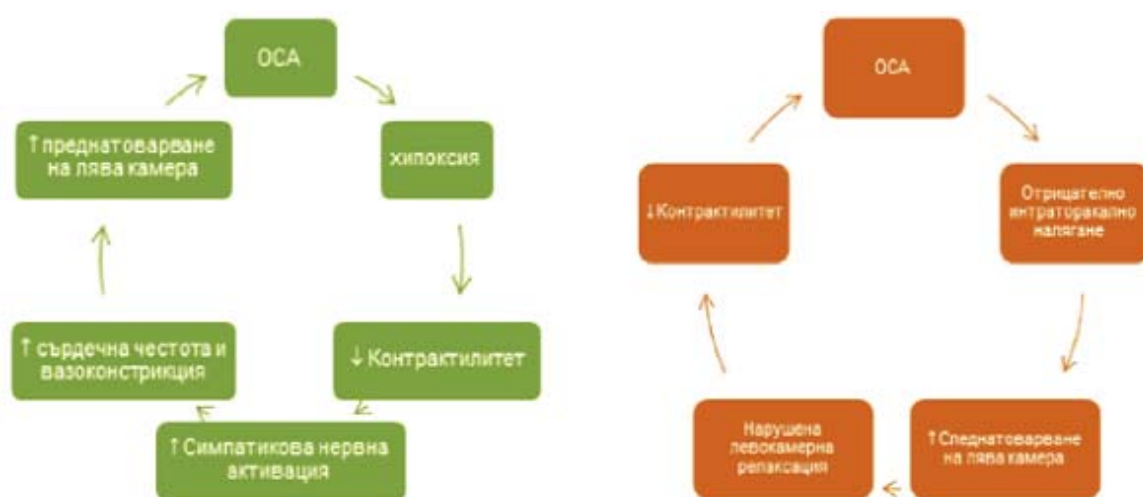 ОСА
хипоксия
↓ Контрактилитет
↑ Симпатикова нервна
активация
↑ сърдечна честота и
вазоконстрикция
↑ преднатоварване
на лява камера
ОСА
Отрицателно
интраторакално
налягане
↑ Следнатоварване
на лява камера
Нарушена
левокамерна
релаксация
↓ Контрактилитет